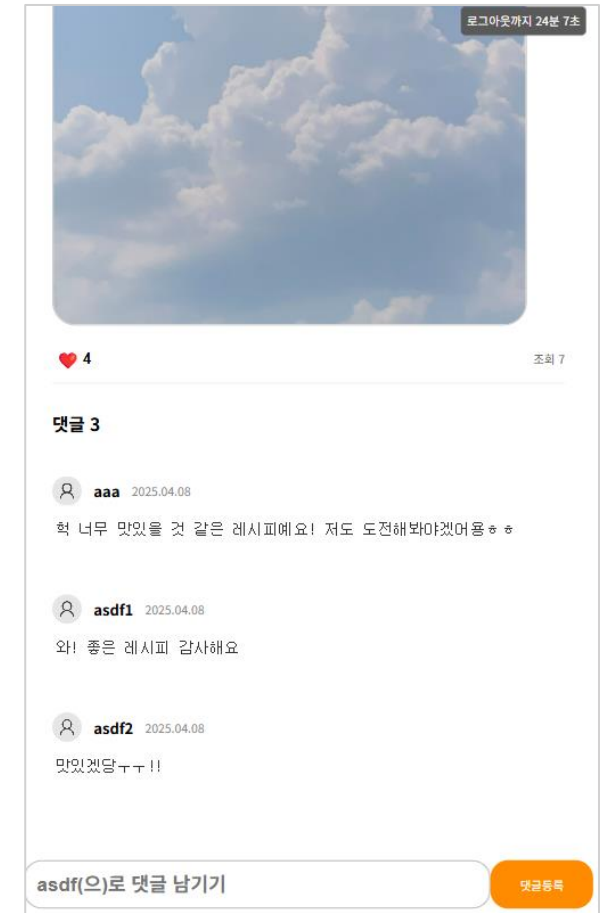 로그아웃까지 24분 7초
4
조회 7
댓글 3
aaa 2025.04.08
헉 너무 맛있을 것 같은 레시피예요! 저도 도전해봐야겠어용ㅎㅎ
asdf1 2025.04.08
와! 좋은 레시피 감사해요
asdf2 2025.04.08
맛있겠당ㅜㅜ!!
asdf(으)로 댓글 남기기
댓글등록